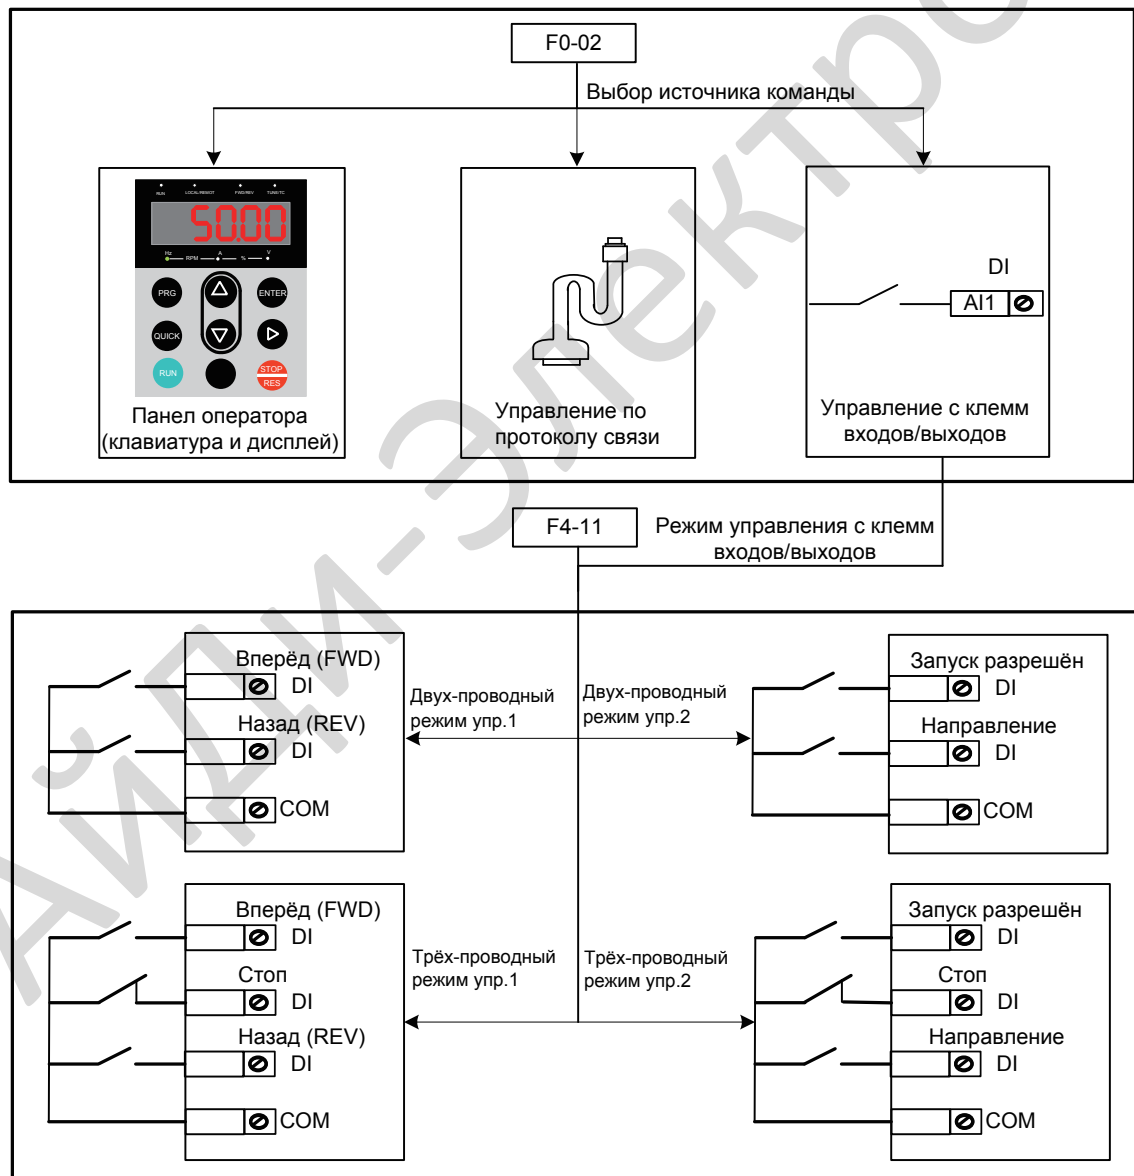 F0-02
Выбор источника команды
RUN LOCAL/REMOT FWD/REV TUNE/TC
50.00
Hz RPM A % V
PRG ENTER
QUICK
RUN STOP
RES
Панел оператора
(клавиатура и дисплей)
Управление по
протоколу связи
DI
AI1
Управление с клемм
входов/выходов
F4-11
Режим управления с клемм
входов/выходов
Вперёд (FWD)
DI
Назад (REV)
DI
COM
Двух-проводный
режим упр.1
Двух-проводный
режим упр.2
Запуск разрешён
DI
Направление
DI
COM
Вперёд (FWD)
DI
Стоп
DI
Назад (REV)
DI
COM
Трёх-проводный
режим упр.1
Трёх-проводный
режим упр.2
Запуск разрешён
DI
Стоп
DI
Направление
DI
COM
АйДи-Электро